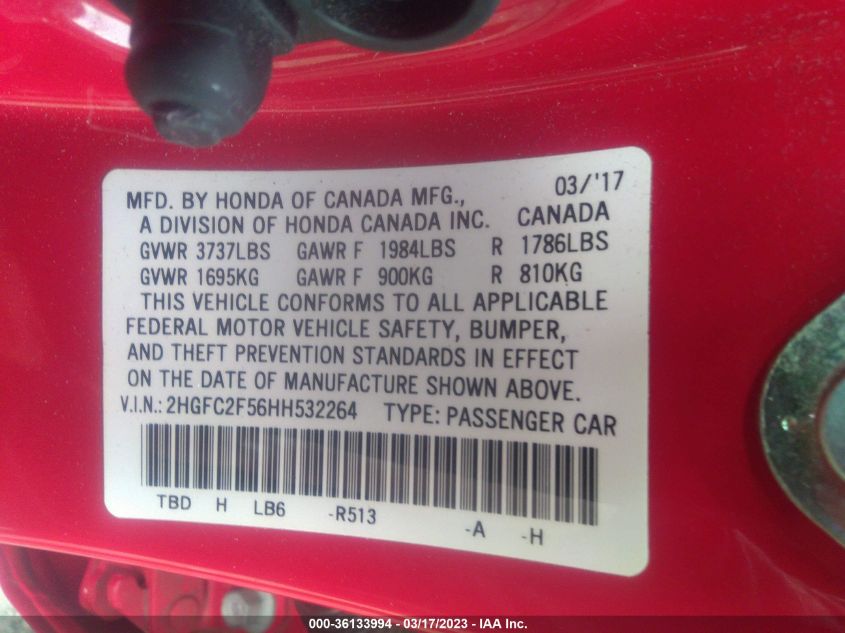 03/'17
MFD. BY HONDA OF CANADA MFG.,
A DIVISION OF HONDA CANADA INC. CANADA
GVWR 3737LBS GAWR F 1984LBS R 1786LBS
GVWR 1695KG GAWR F 900KG R 810KG
THIS VEHICLE CONFORMS TO ALL APPLICABLE
FEDERAL MOTOR VEHICLE SAFETY, BUMPER,
AND THEFT PREVENTION STANDARDS IN EFFECT
ON THE DATE OF MANUFACTURE SHOWN ABOVE.
V.I.N.: 2HGFC2F56HH532264 TYPE: PASSENGER CAR
TBD H LB6 -R513 -A -H
000-36133994 - 03/17/2023 - IAA Inc.